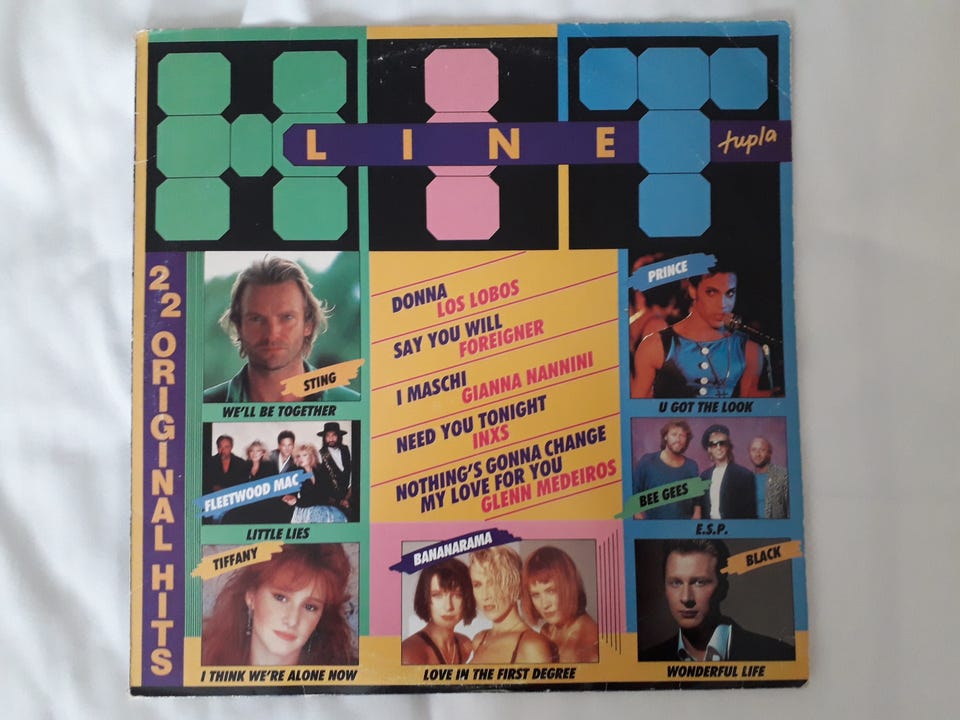 HIT
LINE
tupla
22 ORIGINAL HITS
STING
WE'LL BE TOGETHER
FLEETWOOD MAC
LITTLE LIES
TIFFANY
I THINK WE'RE ALONE NOW
DONNA
LOS LOBOS
SAY YOU WILL
FOREIGNER
I MASCHI
GIANNA NANNINI
NEED YOU TONIGHT
INXS
NOTHING'S GONNA CHANGE
MY LOVE FOR YOU
GLENN MEDEIROS
BANANARAMA
LOVE IN THE FIRST DEGREE
PRINCE
U GOT THE LOOK
BEE GEES
E.S.P.
BLACK
WONDERFUL LIFE